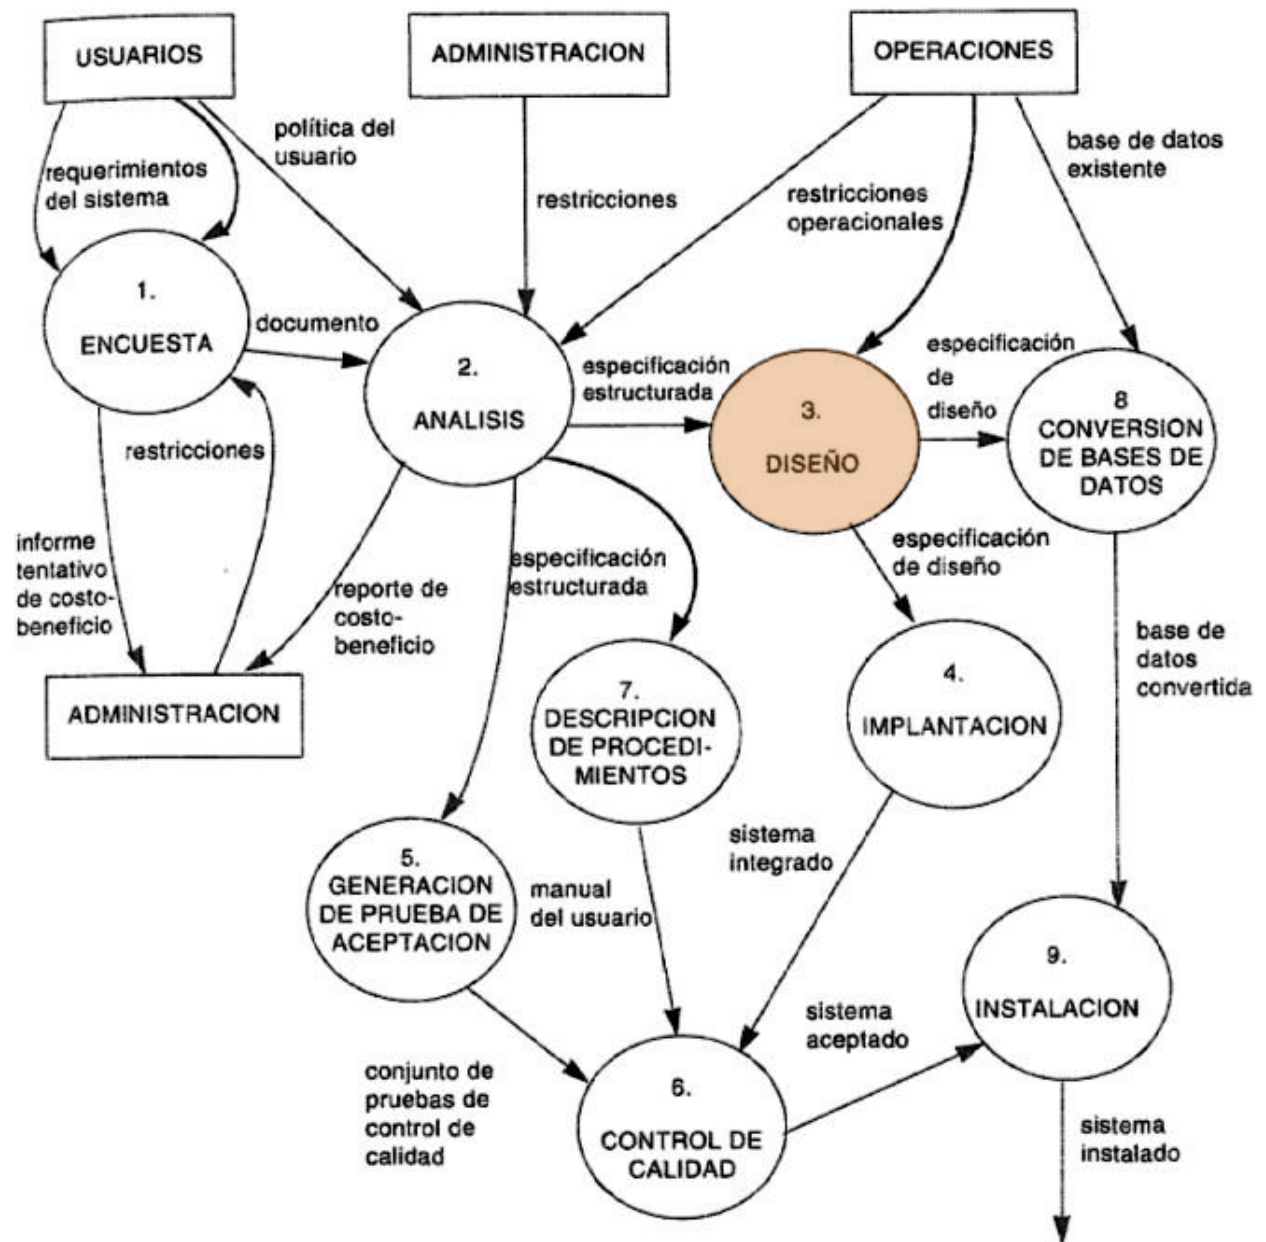 USUARIOS
ADMINISTRACION
OPERACIONES
política del
usuario
base de datos
existente
requerimientos
del sistema
restricciones
restricciones
operacionales
1.
ENCUESTA
documento
2.
ANALISIS
especificación
estructurada
3.
DISEÑO
especificación
de
diseño
8
CONVERSION
DE BASES DE
DATOS
restricciones
informe
tentativo
de costo-
beneficio
reporte de
costo-
beneficio
especificación
estructurada
especificación
de diseño
ADMINISTRACION
7.
DESCRIPCION
DE PROCEDI-
MIENTOS
4.
IMPLANTACION
base de
datos
convertida
5.
GENERACION
DE PRUEBA DE
ACEPTACION
manual
del usuario
sistema
integrado
9.
INSTALACION
conjunto de
pruebas de
control de
calidad
6.
CONTROL DE
CALIDAD
sistema
aceptado
sistema
instalado